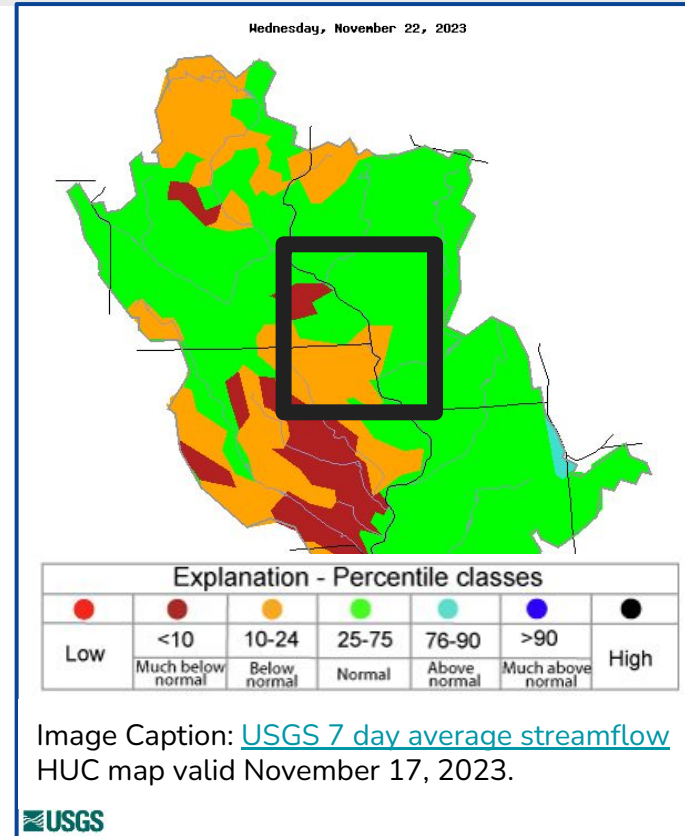 Wednesday, November 22, 2023
Explanation - Percentile classes
Low
<10
10-24
25-75
76-90
>90
High
Much below
normal
Below
normal
Normal
Above
normal
Much above
normal
Image Caption: USGS 7 day average streamflow
HUC map valid November 17, 2023.
USGS